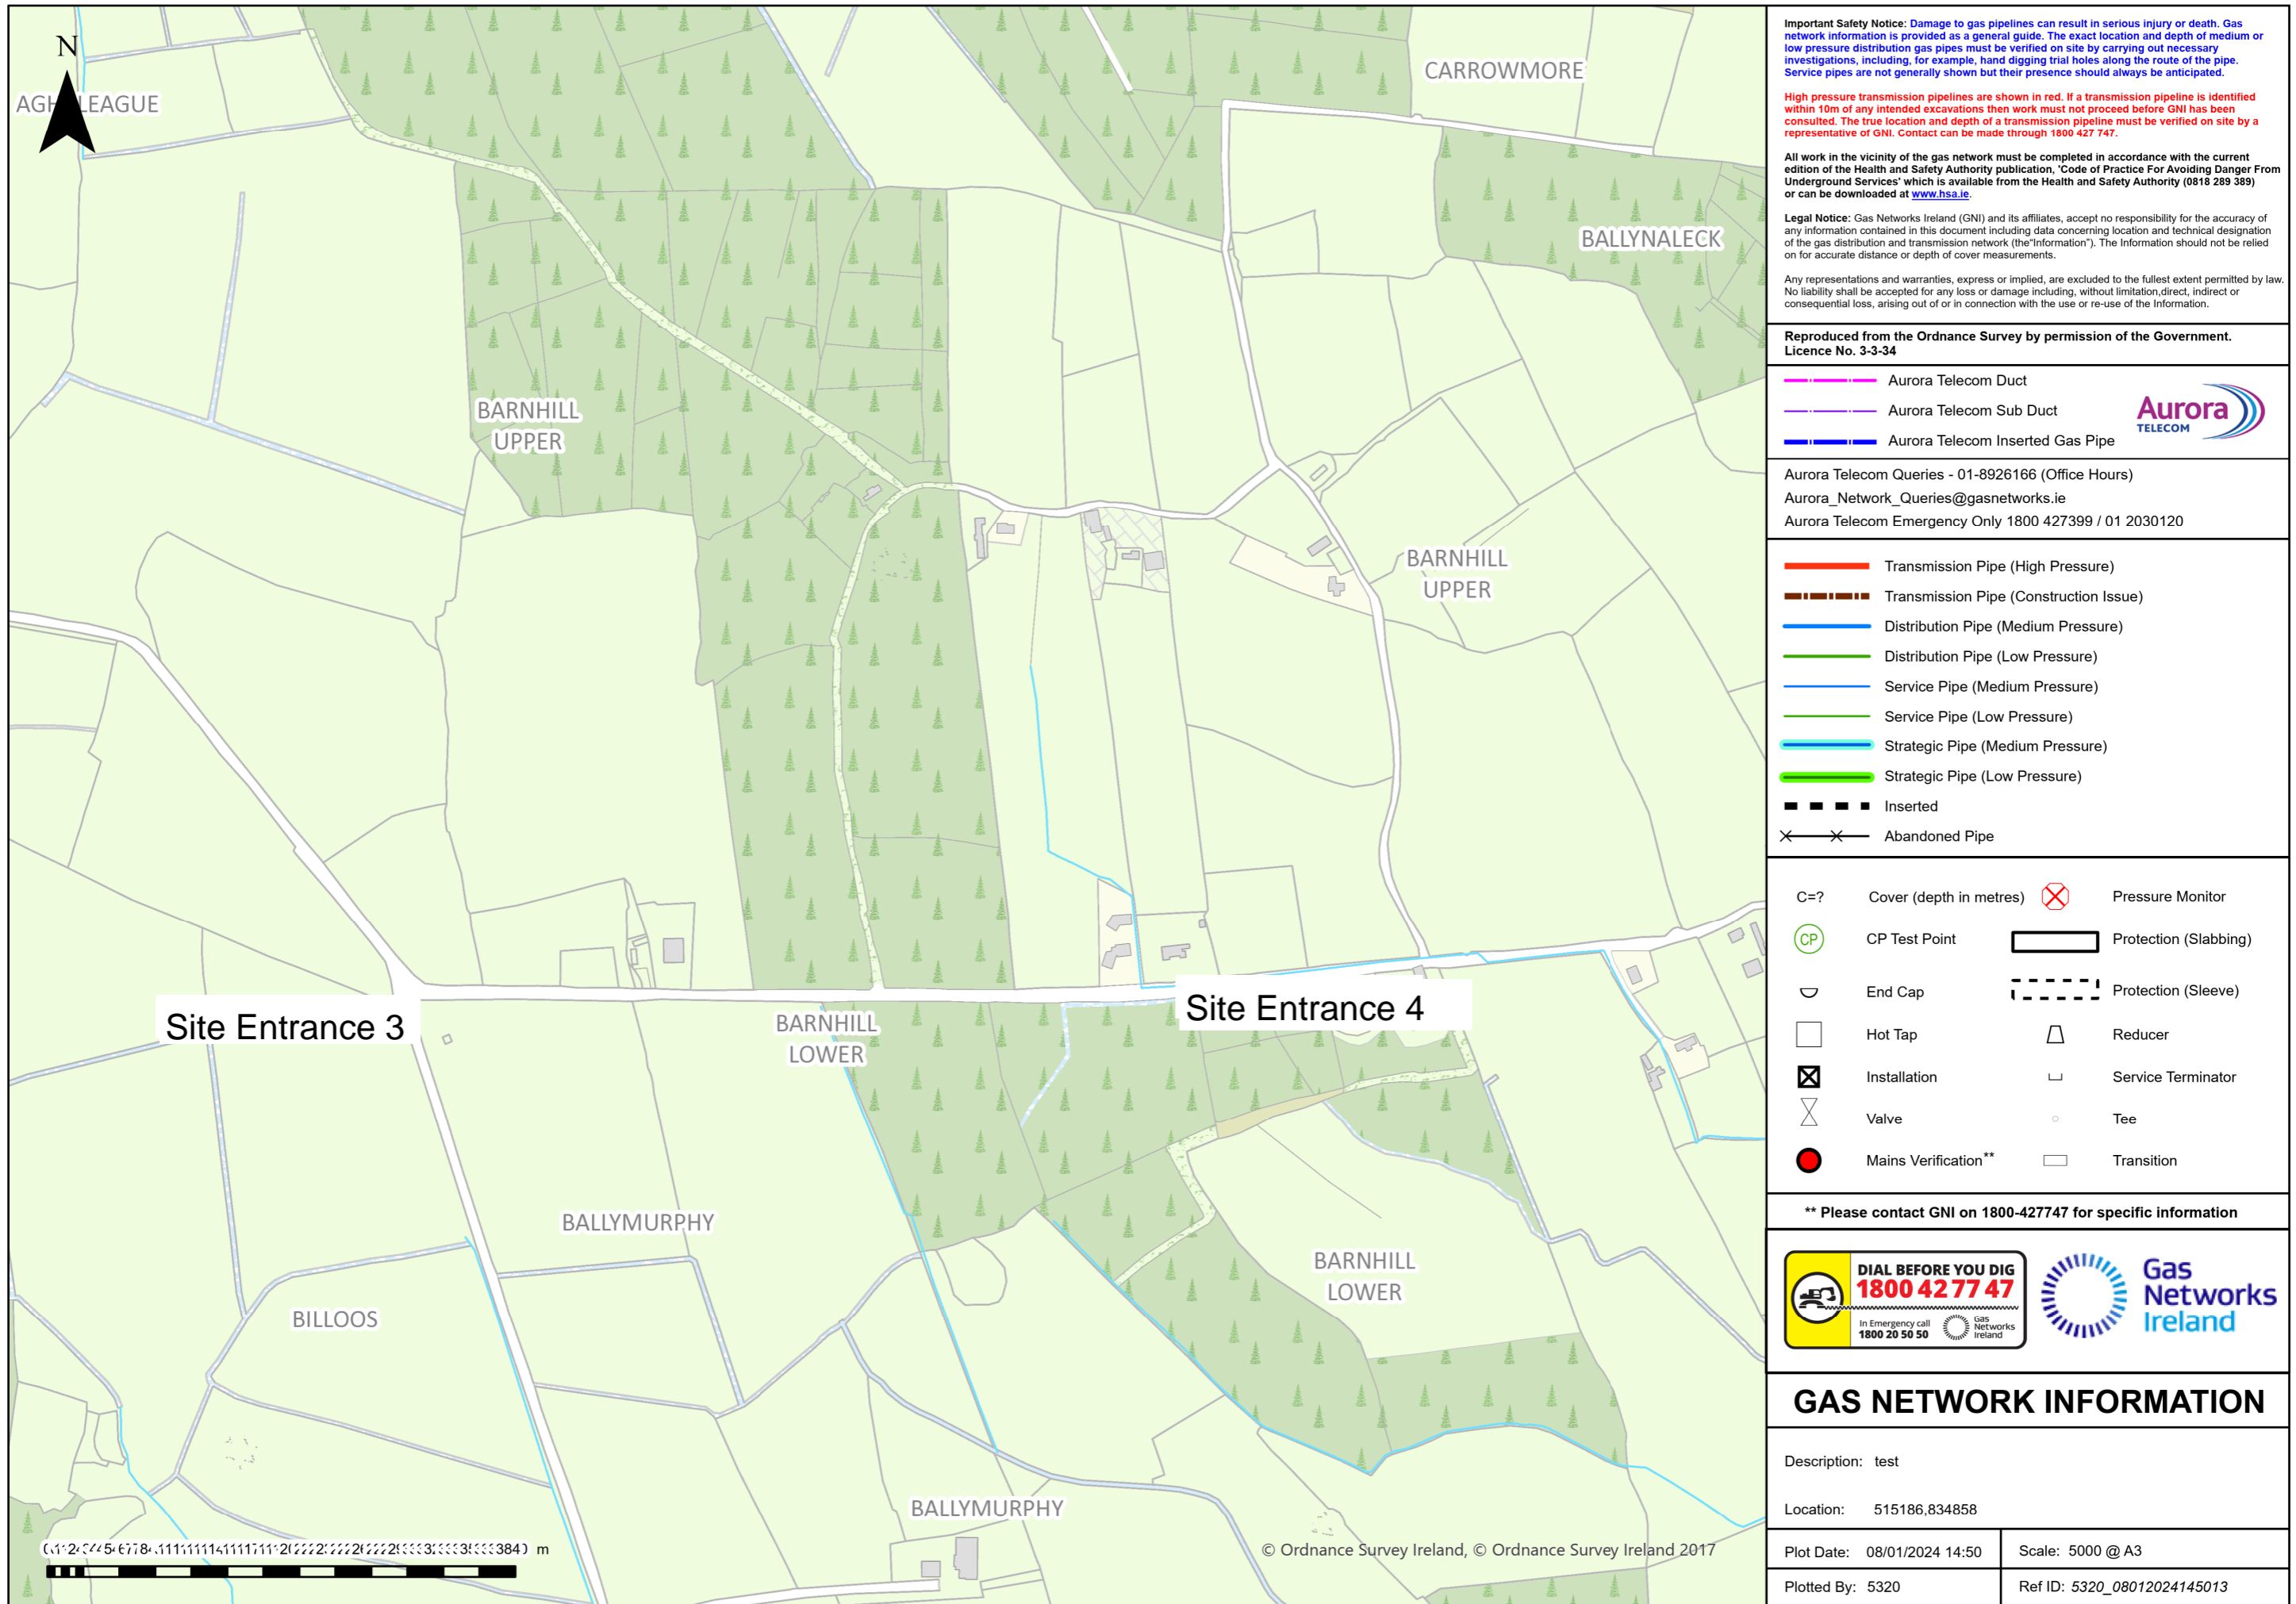 N
AGH LEAGUE
CARROWMORE
BALLYNALECK
BARNHILL
UPPER
BARNHILL
UPPER
Site Entrance 3
Site Entrance 4
BARNHILL
LOWER
BALLYMURPHY
BARNHILL
LOWER
BILLOOS
BALLYMURPHY
m
© Ordnance Survey Ireland, © Ordnance Survey Ireland 2017
Important Safety Notice: Damage to gas pipelines can result in serious injury or death. Gas
network information is provided as a general guide. The exact location and depth of medium or
low pressure distribution gas pipes must be verified on site by carrying out necessary
investigations, including, for example, hand digging trial holes along the route of the pipe.
Service pipes are not generally shown but their presence should always be anticipated.
High pressure transmission pipelines are shown in red. If a transmission pipeline is identified
within 10m of any intended excavations then work must not proceed before GNI has been
consulted. The true location and depth of a transmission pipeline must be verified on site by a
representative of GNI. Contact can be made through 1800 427 747.
All work in the vicinity of the gas network must be completed in accordance with the current
edition of the Health and Safety Authority publication, 'Code of Practice For Avoiding Danger From
Underground Services' which is available from the Health and Safety Authority (0818 289 389)
or can be downloaded at www.hsa.ie.
Legal Notice: Gas Networks Ireland (GNI) and its affiliates, accept no responsibility for the accuracy of
any information contained in this document including data concerning location and technical designation
of the gas distribution and transmission network (the"Information"). The Information should not be relied
on for accurate distance or depth of cover measurements.
Any representations and warranties, express or implied, are excluded to the fullest extent permitted by law.
No liability shall be accepted for any loss or damage including, without limitation,direct, indirect or
consequential loss, arising out of or in connection with the use or re-use of the Information.
Reproduced from the Ordnance Survey by permission of the Government.
Licence No. 3-3-34
Aurora Telecom Duct
Aurora Telecom Sub Duct
Aurora Telecom Inserted Gas Pipe
Aurora
TELECOM
Aurora Telecom Queries - 01-8926166 (Office Hours)
Aurora_Network_Queries@gasnetworks.ie
Aurora Telecom Emergency Only 1800 427399 / 01 2030120
Transmission Pipe (High Pressure)
Transmission Pipe (Construction Issue)
Distribution Pipe (Medium Pressure)
Distribution Pipe (Low Pressure)
Service Pipe (Medium Pressure)
Service Pipe (Low Pressure)
Strategic Pipe (Medium Pressure)
Strategic Pipe (Low Pressure)
Inserted
Abandoned Pipe
C=? Cover (depth in metres) Pressure Monitor
CP CP Test Point Protection (Slabbing)
End Cap Protection (Sleeve)
Hot Tap Reducer
Installation Service Terminator
Valve Tee
Mains Verification** Transition
** Please contact GNI on 1800-427747 for specific information
DIAL BEFORE YOU DIG
1800 42 77 47
In Emergency call
1800 20 50 50
Gas
Networks
Ireland
Gas
Networks
Ireland
GAS NETWORK INFORMATION
Description: test
Location: 515186,834858
Plot Date: 08/01/2024 14:50
Scale: 5000 @ A3
Plotted By: 5320
Ref ID: 5320_08012024145013